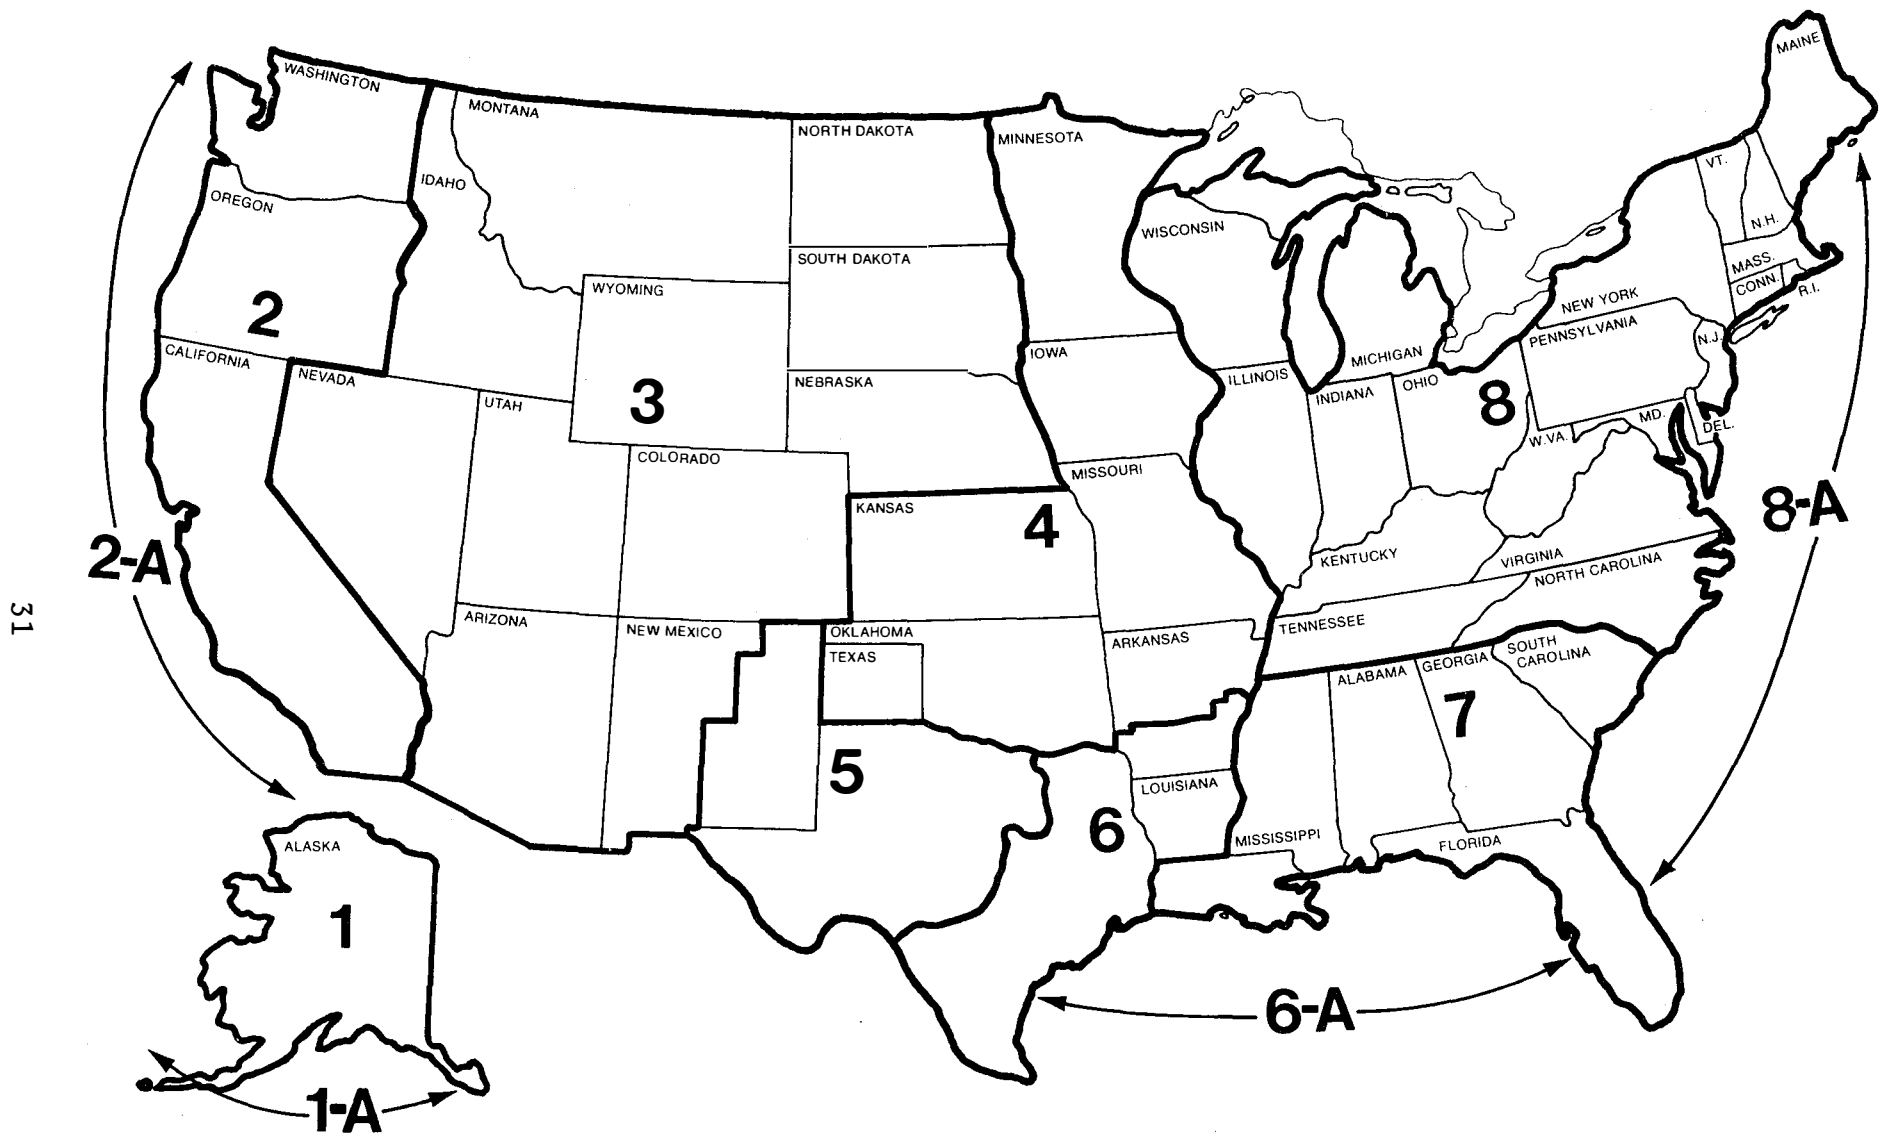 MAINE
WASHINGTON
MONTANA
NORTH DAKOTA
MINNESOTA
VT.
IDAHO
OREGON
N.H.
WISCONSIN
SOUTH DAKOTA
MASS.
CONN.
R.I.
WYOMING
NEW YORK
2
PENNSYLVANIA
N.J.
CALIFORNIA
IOWA
MICHIGAN
NEVADA
NEBRASKA
ILLINOIS
OHIO
INDIANA
UTAH
3
8
MD.
DEL.
W.VA.
COLORADO
MISSOURI
KANSAS
4
8-A
2-A
KENTUCKY
VIRGINIA
NORTH CAROLINA
31
ARIZONA
NEW MEXICO
OKLAHOMA
ARKANSAS
TENNESSEE
TEXAS
SOUTH
CAROLINA
GEORGIA
ALABAMA
7
5
LOUISIANA
6
MISSISSIPPI
FLORIDA
ALASKA
1
6-A
1-A